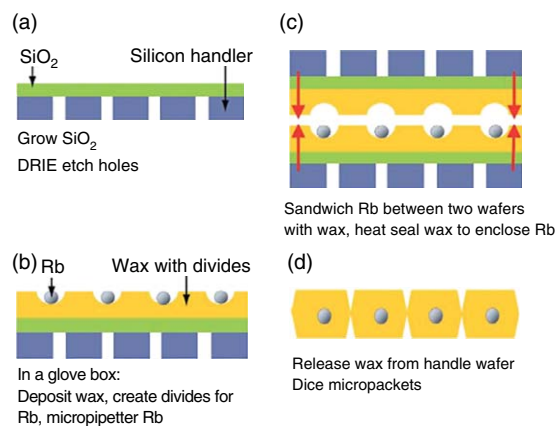 (a)
SiO2
Silicon handler
Grow SiO2
DRIE etch holes
(b)
Rb
Wax with divides
In a glove box:
Deposit wax, create divides for
Rb, micropipetter Rb
(c)
Sandwich Rb between two wafers
with wax, heat seal wax to enclose Rb
(d)
Release wax from handle wafer
Dice micropackets